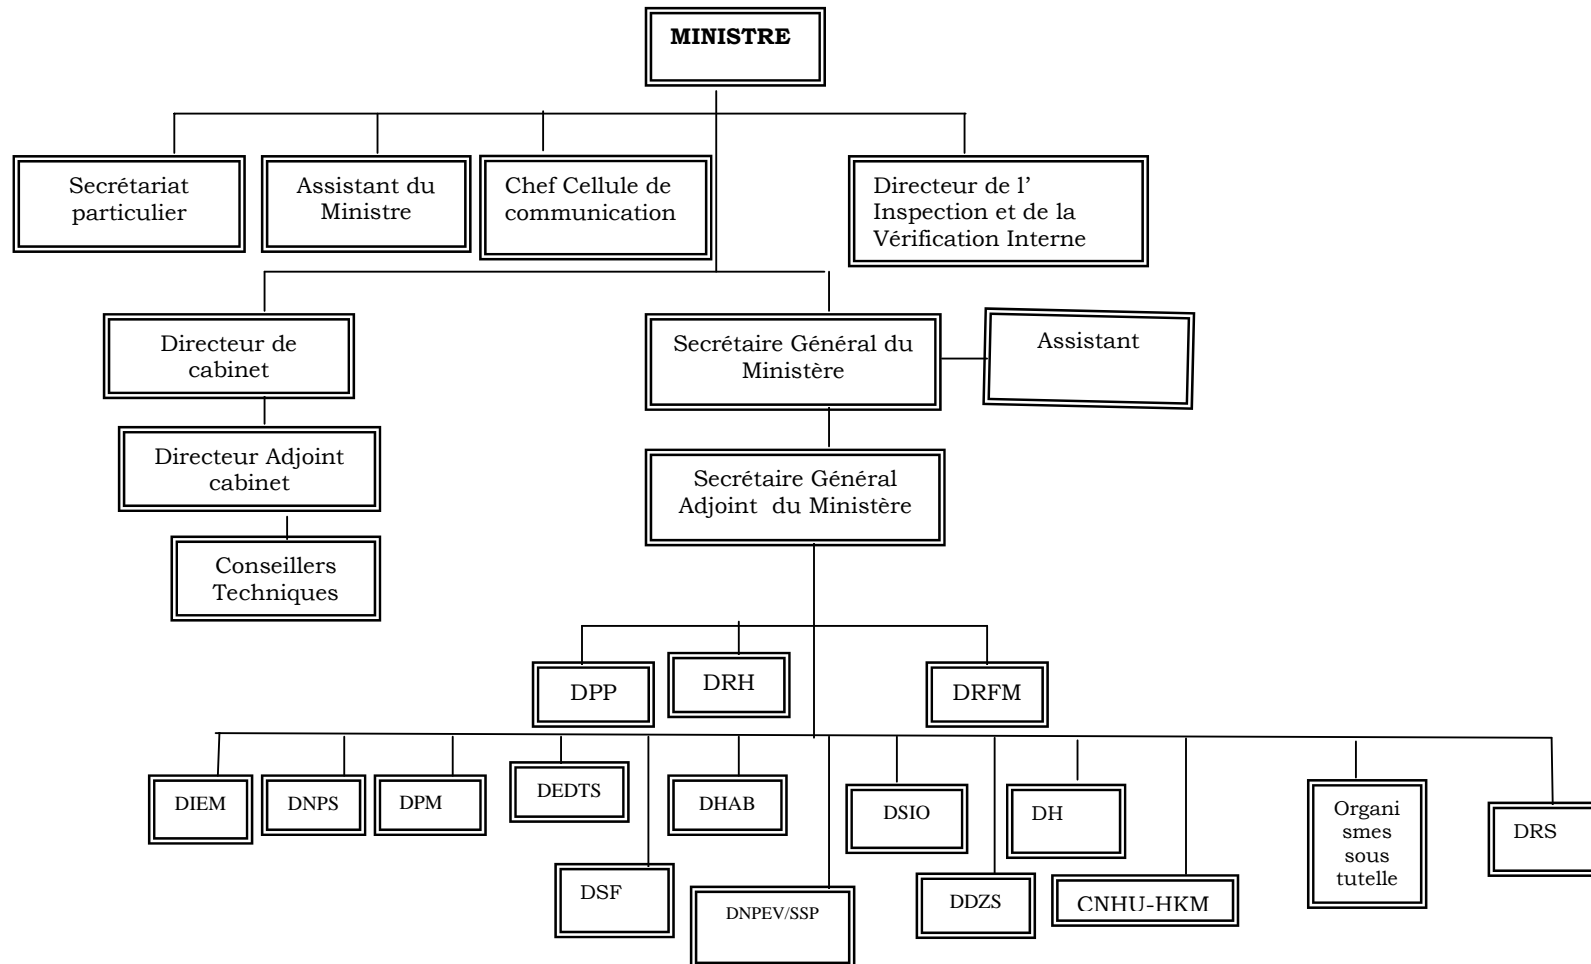 MINISTRE
Secrétariat
particulier
Assistant du
Ministre
Chef Cellule de
communication
Directeur de l’
Inspection et de la
Vérification Interne
Directeur de
cabinet
Secrétaire Général du
Ministère
Assistant
Directeur Adjoint
cabinet
Secrétaire Général
Adjoint du Ministère
Conseillers
Techniques
DPP
DRH
DRFM
DIEM
DNPS
DPM
DEDTS
DHAB
DSIO
DH
Organi
smes
sous
tutelle
DRS
DSF
DNPEV/SSP
DDZS
CNHU-HKM